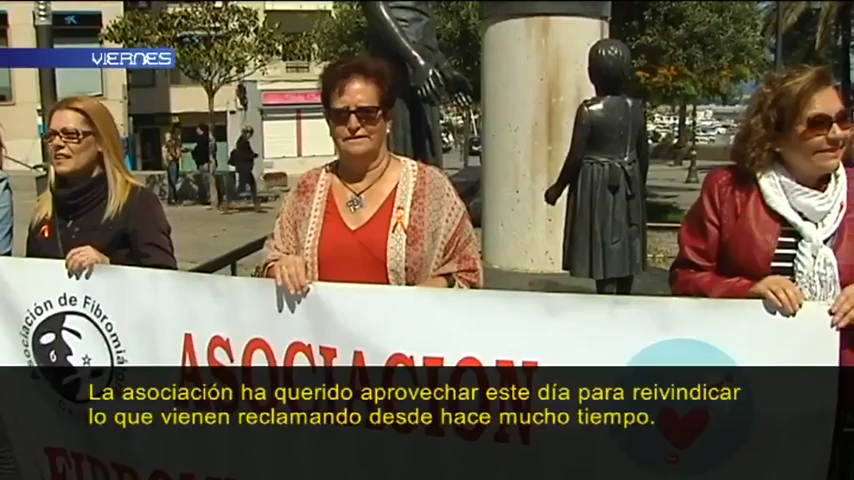 VIERNES
Asociación de Fibromiá
ASOCIACION
La asociación ha querido aprovechar este día para reivindicar
lo que vienen reclamando desde hace mucho tiempo.